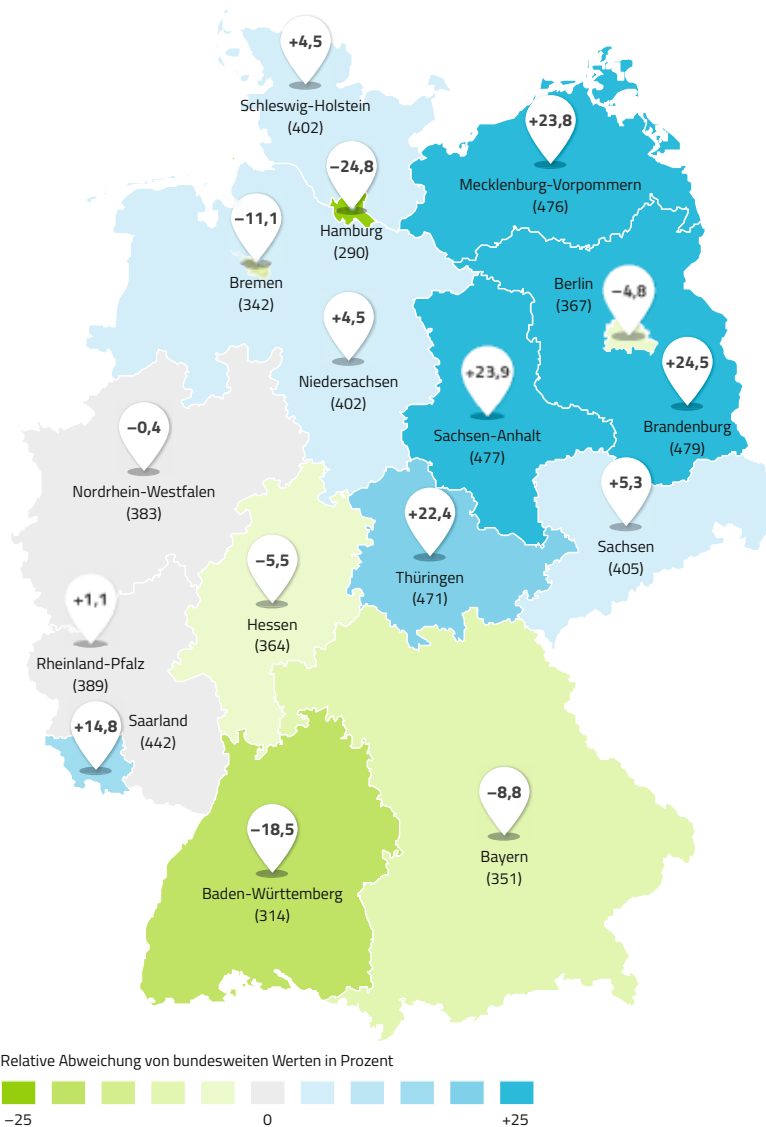 +4,5
Schleswig-Holstein
(402)
+23,8
Mecklenburg-Vorpommern
(476)
−24,8
Hamburg
(290)
−11,1
Bremen
(342)
Berlin
(367)
−4,8
+4,5
Niedersachsen
(402)
+23,9
Sachsen-Anhalt
(477)
+24,5
Brandenburg
(479)
−0,4
Nordrhein-Westfalen
(383)
+5,3
Sachsen
(405)
+22,4
Thüringen
(471)
−5,5
Hessen
(364)
+1,1
Rheinland-Pfalz
(389)
+14,8
Saarland
(442)
−8,8
Bayern
(351)
−18,5
Baden-Württemberg
(314)
Relative Abweichung von bundesweiten Werten in Prozent
−25
0
+25